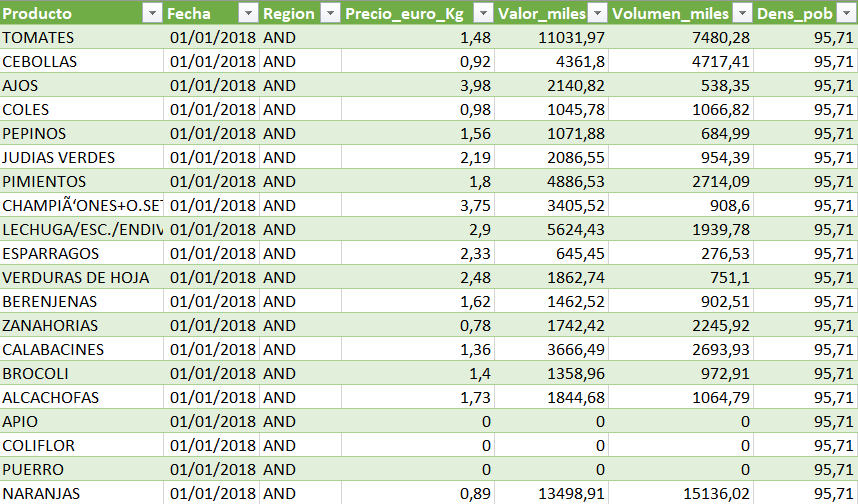 Producto Fecha Region Precio_euro_Kg Valor_miles Volumen_miles Dens_pob
TOMATES 01/01/2018 AND 1,48 11031,97 7480,28 95,71
CEBOLLAS 01/01/2018 AND 0,92 4361,8 4717,41 95,71
AJOS 01/01/2018 AND 3,98 2140,82 538,35 95,71
COLES 01/01/2018 AND 0,98 1045,78 1066,82 95,71
PEPINOS 01/01/2018 AND 1,56 1071,88 684,99 95,71
JUDIAS VERDES 01/01/2018 AND 2,19 2086,55 954,39 95,71
PIMIENTOS 01/01/2018 AND 1,8 4886,53 2714,09 95,71
CHAMPIÃ‘ONES+O.SET 01/01/2018 AND 3,75 3405,52 908,6 95,71
LECHUGA/ESC./ENDIV 01/01/2018 AND 2,9 5624,43 1939,78 95,71
ESPARRAGOS 01/01/2018 AND 2,33 645,45 276,53 95,71
VERDURAS DE HOJA 01/01/2018 AND 2,48 1862,74 751,1 95,71
BERENJENAS 01/01/2018 AND 1,62 1462,52 902,51 95,71
ZANAHORIAS 01/01/2018 AND 0,78 1742,42 2245,92 95,71
CALABACINES 01/01/2018 AND 1,36 3666,49 2693,93 95,71
BROCOLI 01/01/2018 AND 1,4 1358,96 972,91 95,71
ALCACHOFAS 01/01/2018 AND 1,73 1844,68 1064,79 95,71
APIO 01/01/2018 AND 0 0 0 95,71
COLIFLOR 01/01/2018 AND 0 0 0 95,71
PUERRO 01/01/2018 AND 0 0 0 95,71
NARANJAS 01/01/2018 AND 0,89 13498,91 15136,02 95,71